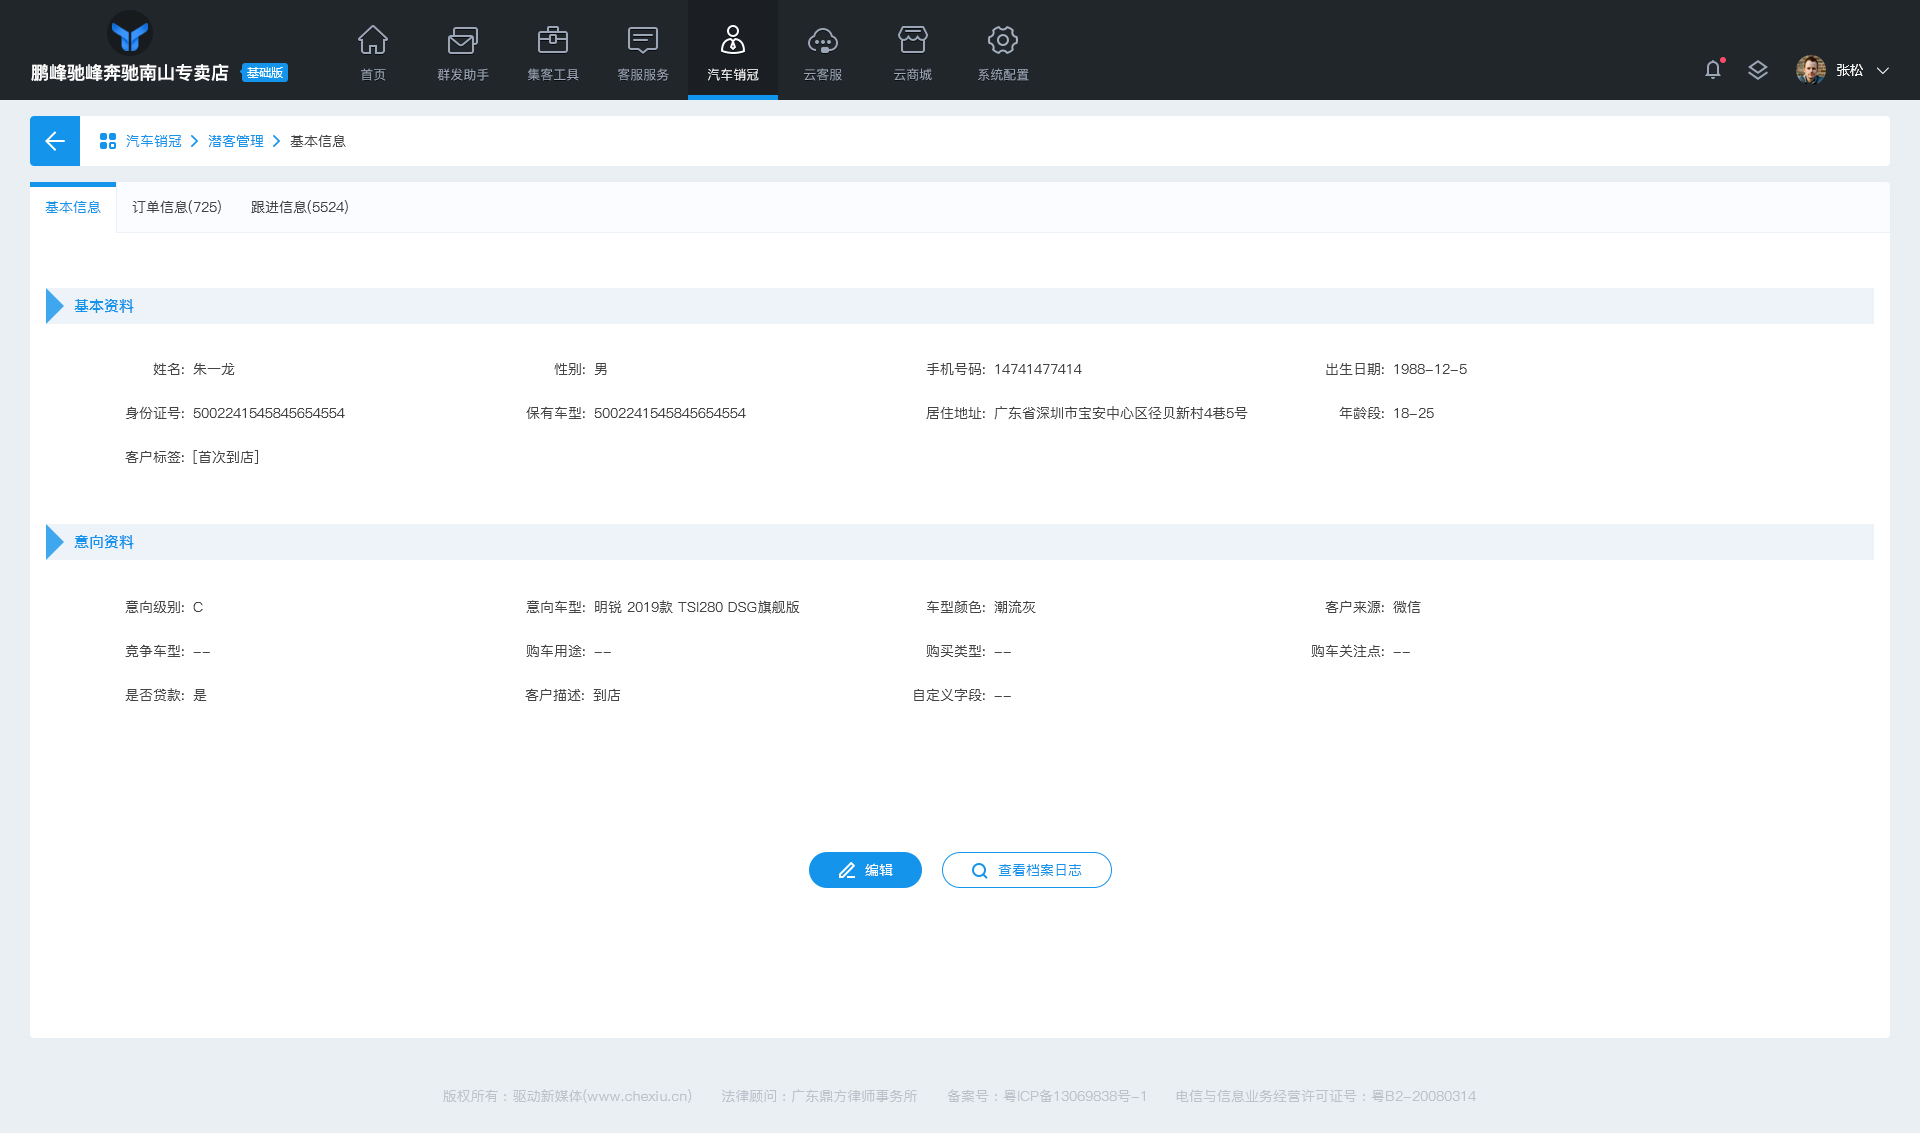 鹏峰驰峰奔驰南山专卖店 基础版
首页 群发助手 集客工具 客服服务 汽车销冠 云客服 云商城 系统配置
张松
汽车销冠 潜客管理 基本信息
基本信息 订单信息(725) 跟进信息(5524)
基本资料
姓名: 朱一龙 性别: 男 手机号码: 14741477414 出生日期: 1988-12-5
身份证号: 5002241545845654554 保有车型: 5002241545845654554 居住地址: 广东省深圳市宝安中心区径贝新村4巷5号 年龄段: 18-25
客户标签: [首次到店]
意向资料
意向级别: C 意向车型: 明锐 2019款 TSI280 DSG旗舰版 车型颜色: 潮流灰 客户来源: 微信
竞争车型: -- 购车用途: -- 购买类型: -- 购车关注点: --
是否贷款: 是 客户描述: 到店 自定义字段: --
编辑 查看档案日志
版权所有：驱动新媒体(www.chexiu.cn) 法律顾问：广东鼎方律师事务所 备案号：粤ICP备13069838号-1 电信与信息业务经营许可证号：粤B2-20080314